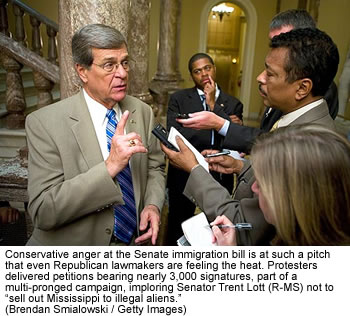 Conservative anger at the Senate immigration bill is at such a pitch
that even Republican lawmakers are feeling the heat. Protesters
delivered petitions bearing nearly 3,000 signatures, part of a
multi-pronged campaign, imploring Senator Trent Lott (R-MS) not to
“sell out Mississippi to illegal aliens.”
(Brendan Smialowski / Getty Images)